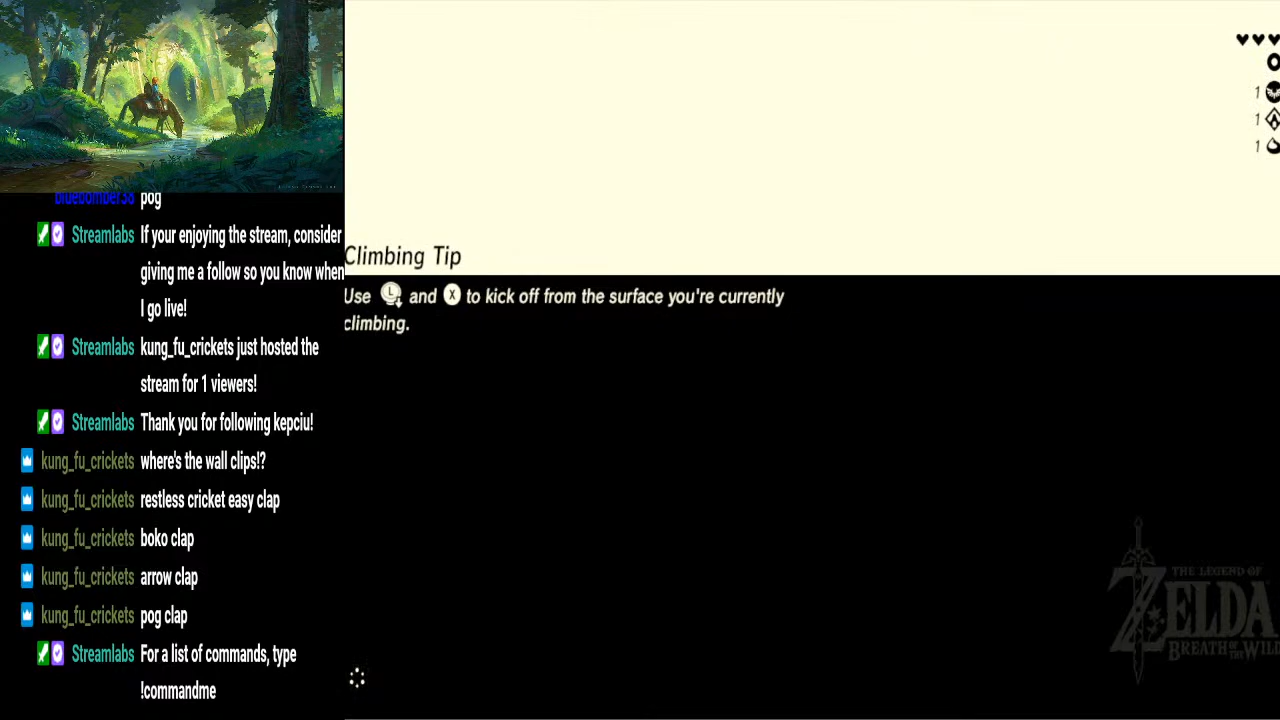 bluebomber38 pog
Streamlabs If your enjoying the stream, consider
giving me a follow so you know when
I go live!
Streamlabs kung_fu_crickets just hosted the
stream for 1 viewers!
Streamlabs Thank you for following kepciu!
kung_fu_crickets where's the wall clips!?
kung_fu_crickets restless cricket easy clap
kung_fu_crickets boko clap
kung_fu_crickets arrow clap
kung_fu_crickets pog clap
Streamlabs For a list of commands, type
!commandme
1
1
1
Climbing Tip
Use L and X to kick off from the surface you're currently
climbing.
THE LEGEND OF
ZELDA
BREATH OF THE WILD